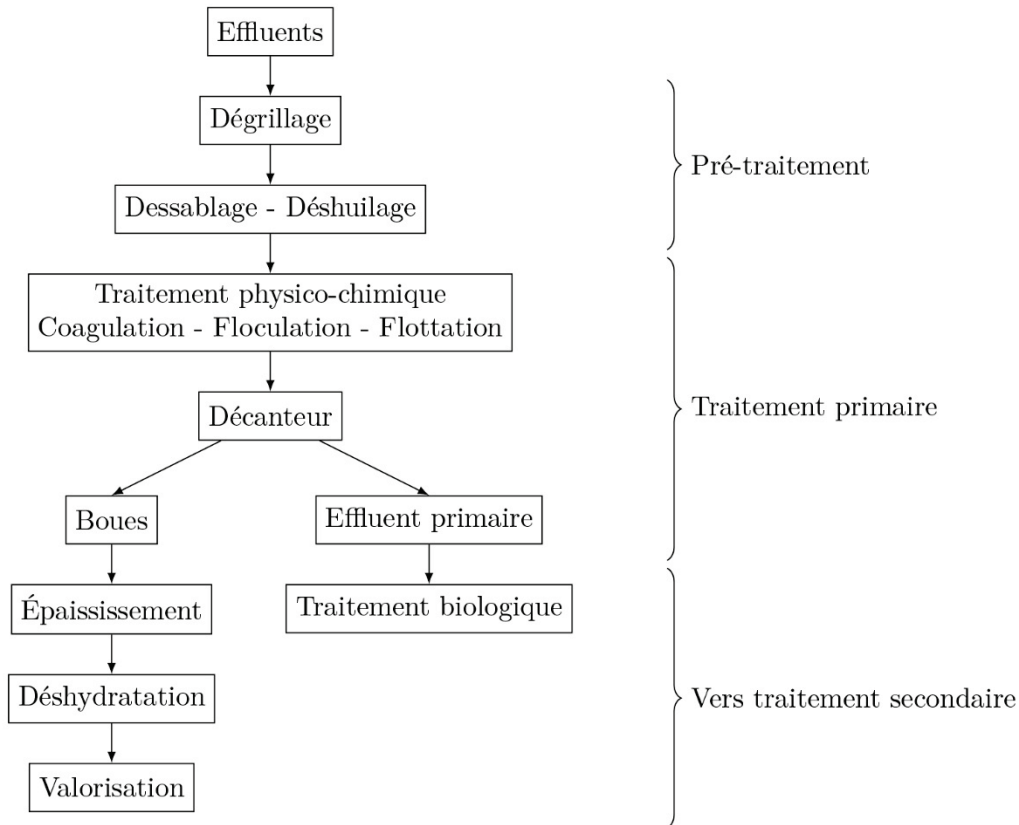 Effluents
Dégrillage
Pré-traitement
Dessablage - Déshuilage
Traitement physico-chimique
Coagulation - Floculation - Flottation
Décanteur
Traitement primaire
Boues
Effluent primaire
Épaississement
Traitement biologique
Déshydratation
Vers traitement secondaire
Valorisation